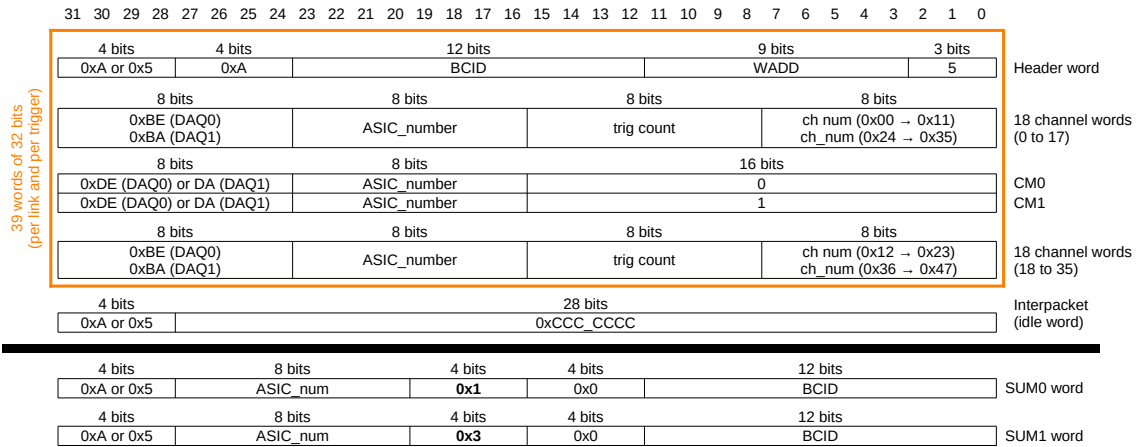 31 30 29 28 27 26 25 24 23 22 21 20 19 18 17 16 15 14 13 12 11 10 9 8 7 6 5 4 3 2 1 0
4 bits 4 bits 12 bits 9 bits 3 bits
0xA or 0x5 0xA BCID WADD 5 Header word
39 words of 32 bits
(per link and per trigger)
8 bits 8 bits 8 bits 8 bits
0xBE (DAQ0) ASIC_number trig count ch num (0x00 → 0x11) 18 channel words
0xBA (DAQ1) ch_num (0x24 → 0x35) (0 to 17)
8 bits 8 bits 16 bits
0xDE (DAQ0) or DA (DAQ1) ASIC_number 0 CM0
0xDE (DAQ0) or DA (DAQ1) ASIC_number 1 CM1
8 bits 8 bits 8 bits 8 bits
0xBE (DAQ0) ASIC_number trig count ch num (0x12 → 0x23) 18 channel words
0xBA (DAQ1) ch_num (0x36 → 0x47) (18 to 35)
4 bits 28 bits Interpacket
0xA or 0x5 0xCCC_CCCC (idle word)
4 bits 8 bits 4 bits 4 bits 12 bits
0xA or 0x5 ASIC_num 0x1 0x0 BCID SUM0 word
4 bits 8 bits 4 bits 4 bits 12 bits
0xA or 0x5 ASIC_num 0x3 0x0 BCID SUM1 word